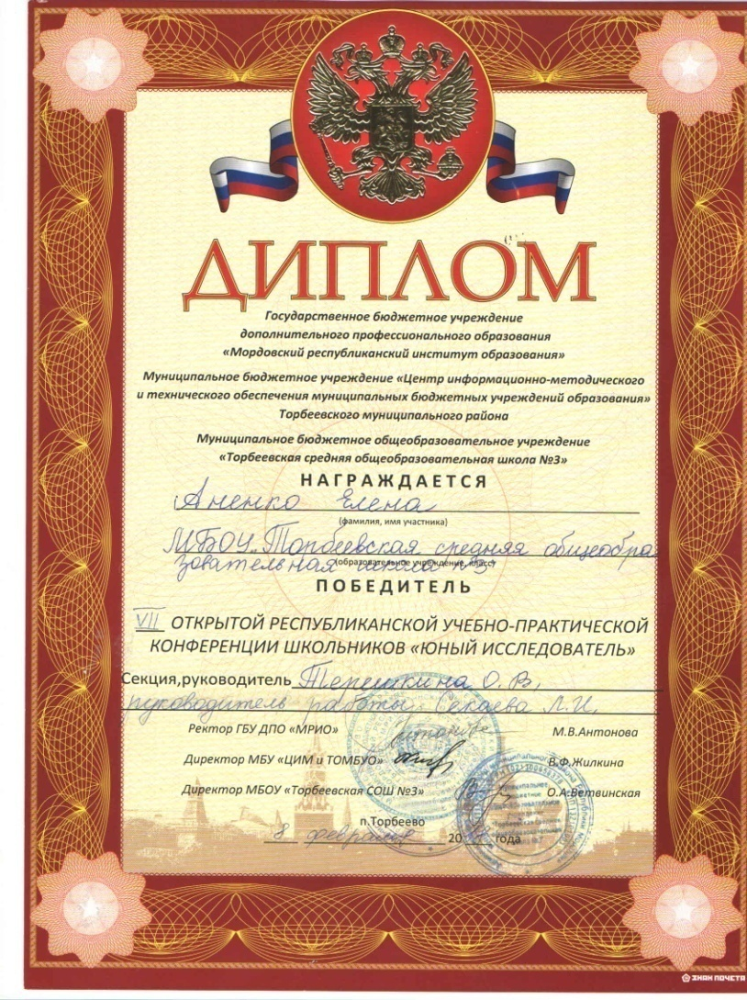 ДИПЛОМ
Государственное бюджетное учреждение
дополнительного профессионального образования
«Мордовский республиканский институт образования»
Муниципальное бюджетное учреждение «Центр информационно-методического
и технического обеспечения муниципальных бюджетных учреждений образования»
Торбеевского муниципального района
Муниципальное бюджетное общеобразовательное учреждение
«Торбеевская средняя общеобразовательная школа №3»
НАГРАЖДАЕТСЯ
Аненко Елена
(фамилия, имя участника)
МБОУ „Торбеевская средняя общеобра
зовательная школа №3"
(образовательное учреждение, класс)
ПОБЕДИТЕЛЬ
VII ОТКРЫТОЙ РЕСПУБЛИКАНСКОЙ УЧЕБНО-ПРАКТИЧЕСКОЙ
КОНФЕРЕНЦИИ ШКОЛЬНИКОВ «ЮНЫЙ ИССЛЕДОВАТЕЛЬ»
Секция,руководитель О.В.,
руководитель работы Секаева Л.И.
Ректор ГБУ ДПО «МРИО» М.В.Антонова
Директор МБУ «ЦИМ и ТОМБУО» В.Ф.Жилкина
Директор МБОУ «Торбеевская СОШ №3» О.А.Ветвинская
п.Торбеево
8 февраля 20 года
ЗНАК ПОЧЕТА